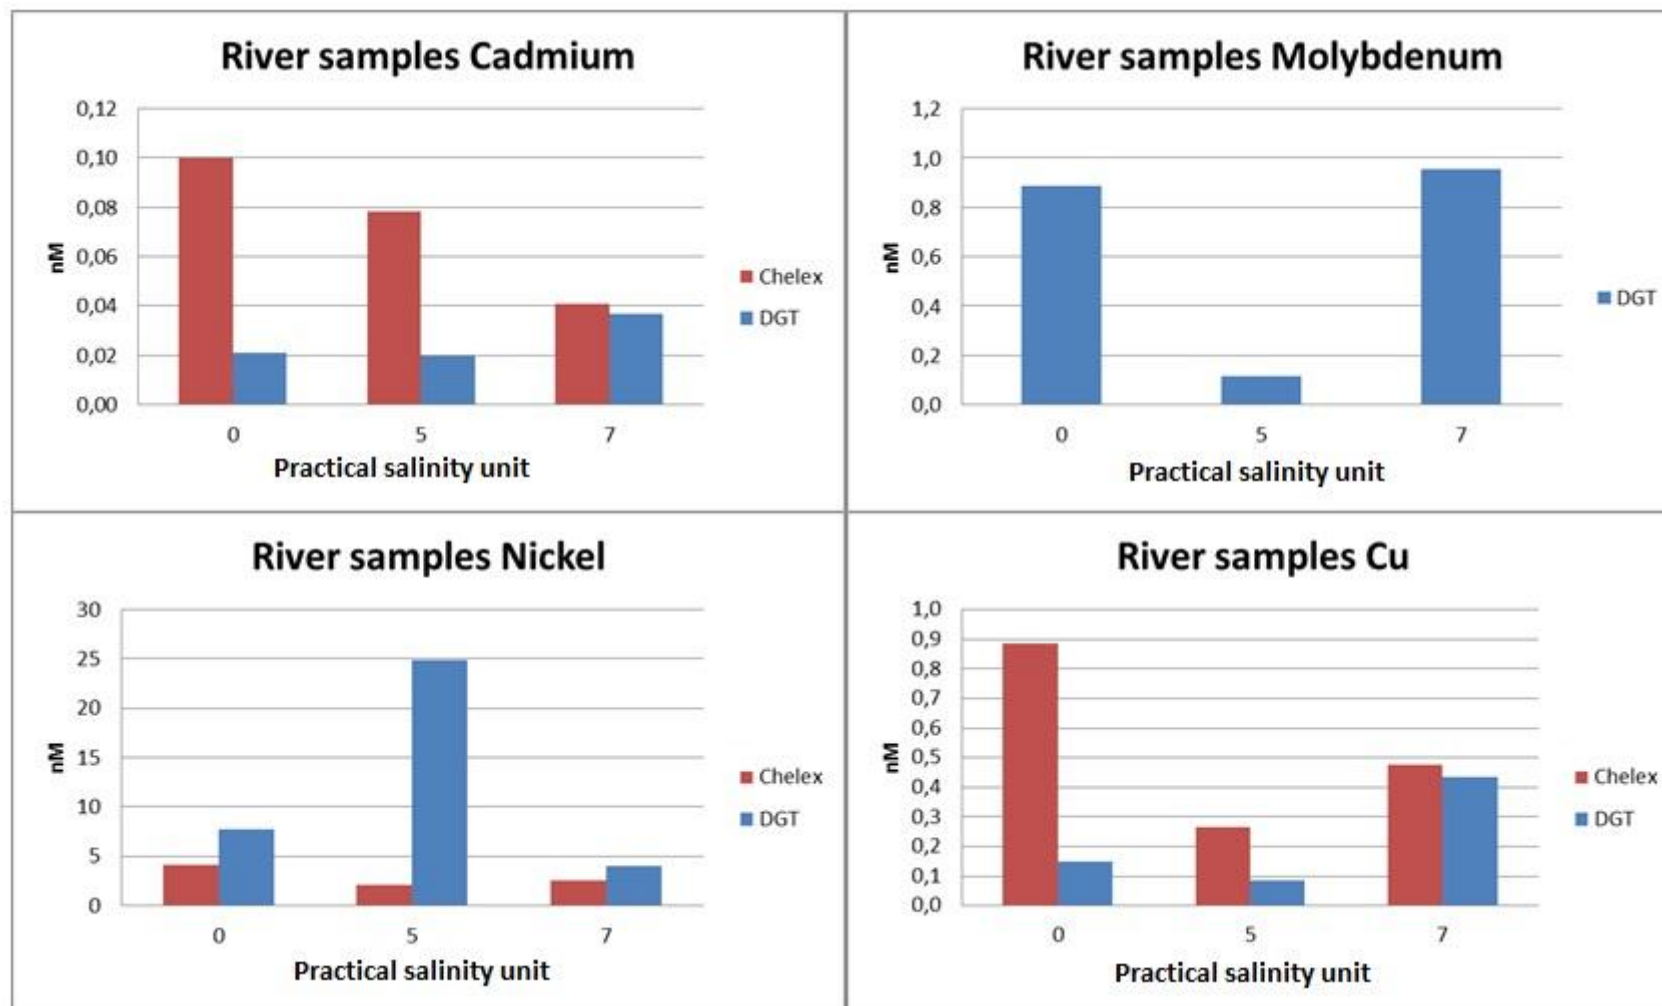 River samples Cadmium
0,12
0,10
0,08
0,06
0,04
0,02
0,00
nM
0 5 7
Practical salinity unit
Chelex
DGT
River samples Molybdenum
1,2
1,0
0,8
0,6
0,4
0,2
0,0
nM
0 5 7
Practical salinity unit
DGT
River samples Nickel
30
25
20
15
10
5
0
nM
0 5 7
Practical salinity unit
Chelex
DGT
River samples Cu
1,0
0,9
0,8
0,7
0,6
0,5
0,4
0,3
0,2
0,1
0,0
nM
0 5 7
Practical salinity unit
Chelex
DGT